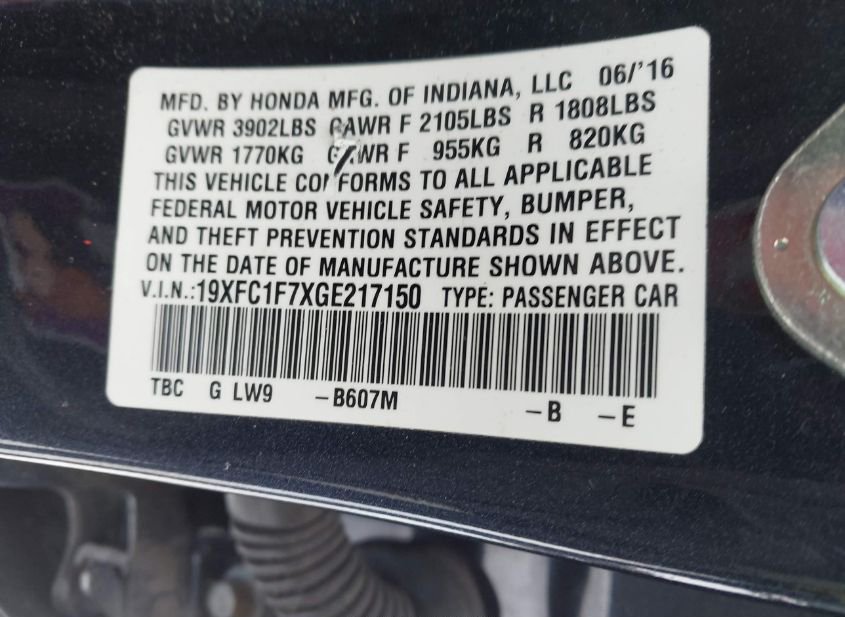 MFD. BY HONDA MFG. OF INDIANA, LLC 06/'16
GVWR 3902LBS GAWR F 2105LBS R 1808LBS
GVWR 1770KG GAWR F 955KG R 820KG
THIS VEHICLE CONFORMS TO ALL APPLICABLE
FEDERAL MOTOR VEHICLE SAFETY, BUMPER,
AND THEFT PREVENTION STANDARDS IN EFFECT
ON THE DATE OF MANUFACTURE SHOWN ABOVE.
V.I.N.:19XFC1F7XGE217150 TYPE: PASSENGER CAR
TBC G LW9 -B607M -B -E